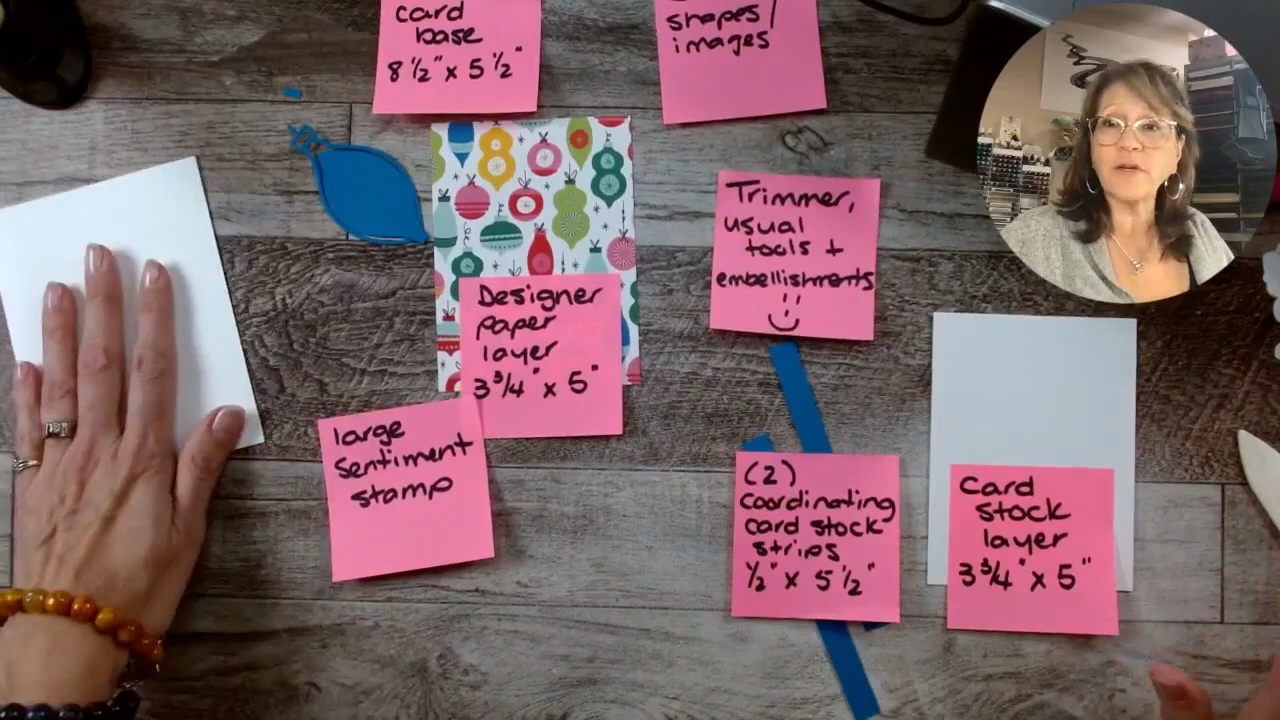 card
base
8 1/2" x 5 1/2"
shapes/
images
Trimmer,
usual
tools +
embellishments
Designer
paper
layer
3 3/4" x 5"
large
sentiment
stamp
(2)
Coordinating
card stock
strips
1/2" x 5 1/2"
Card
stock
layer
3 3/4" x 5"